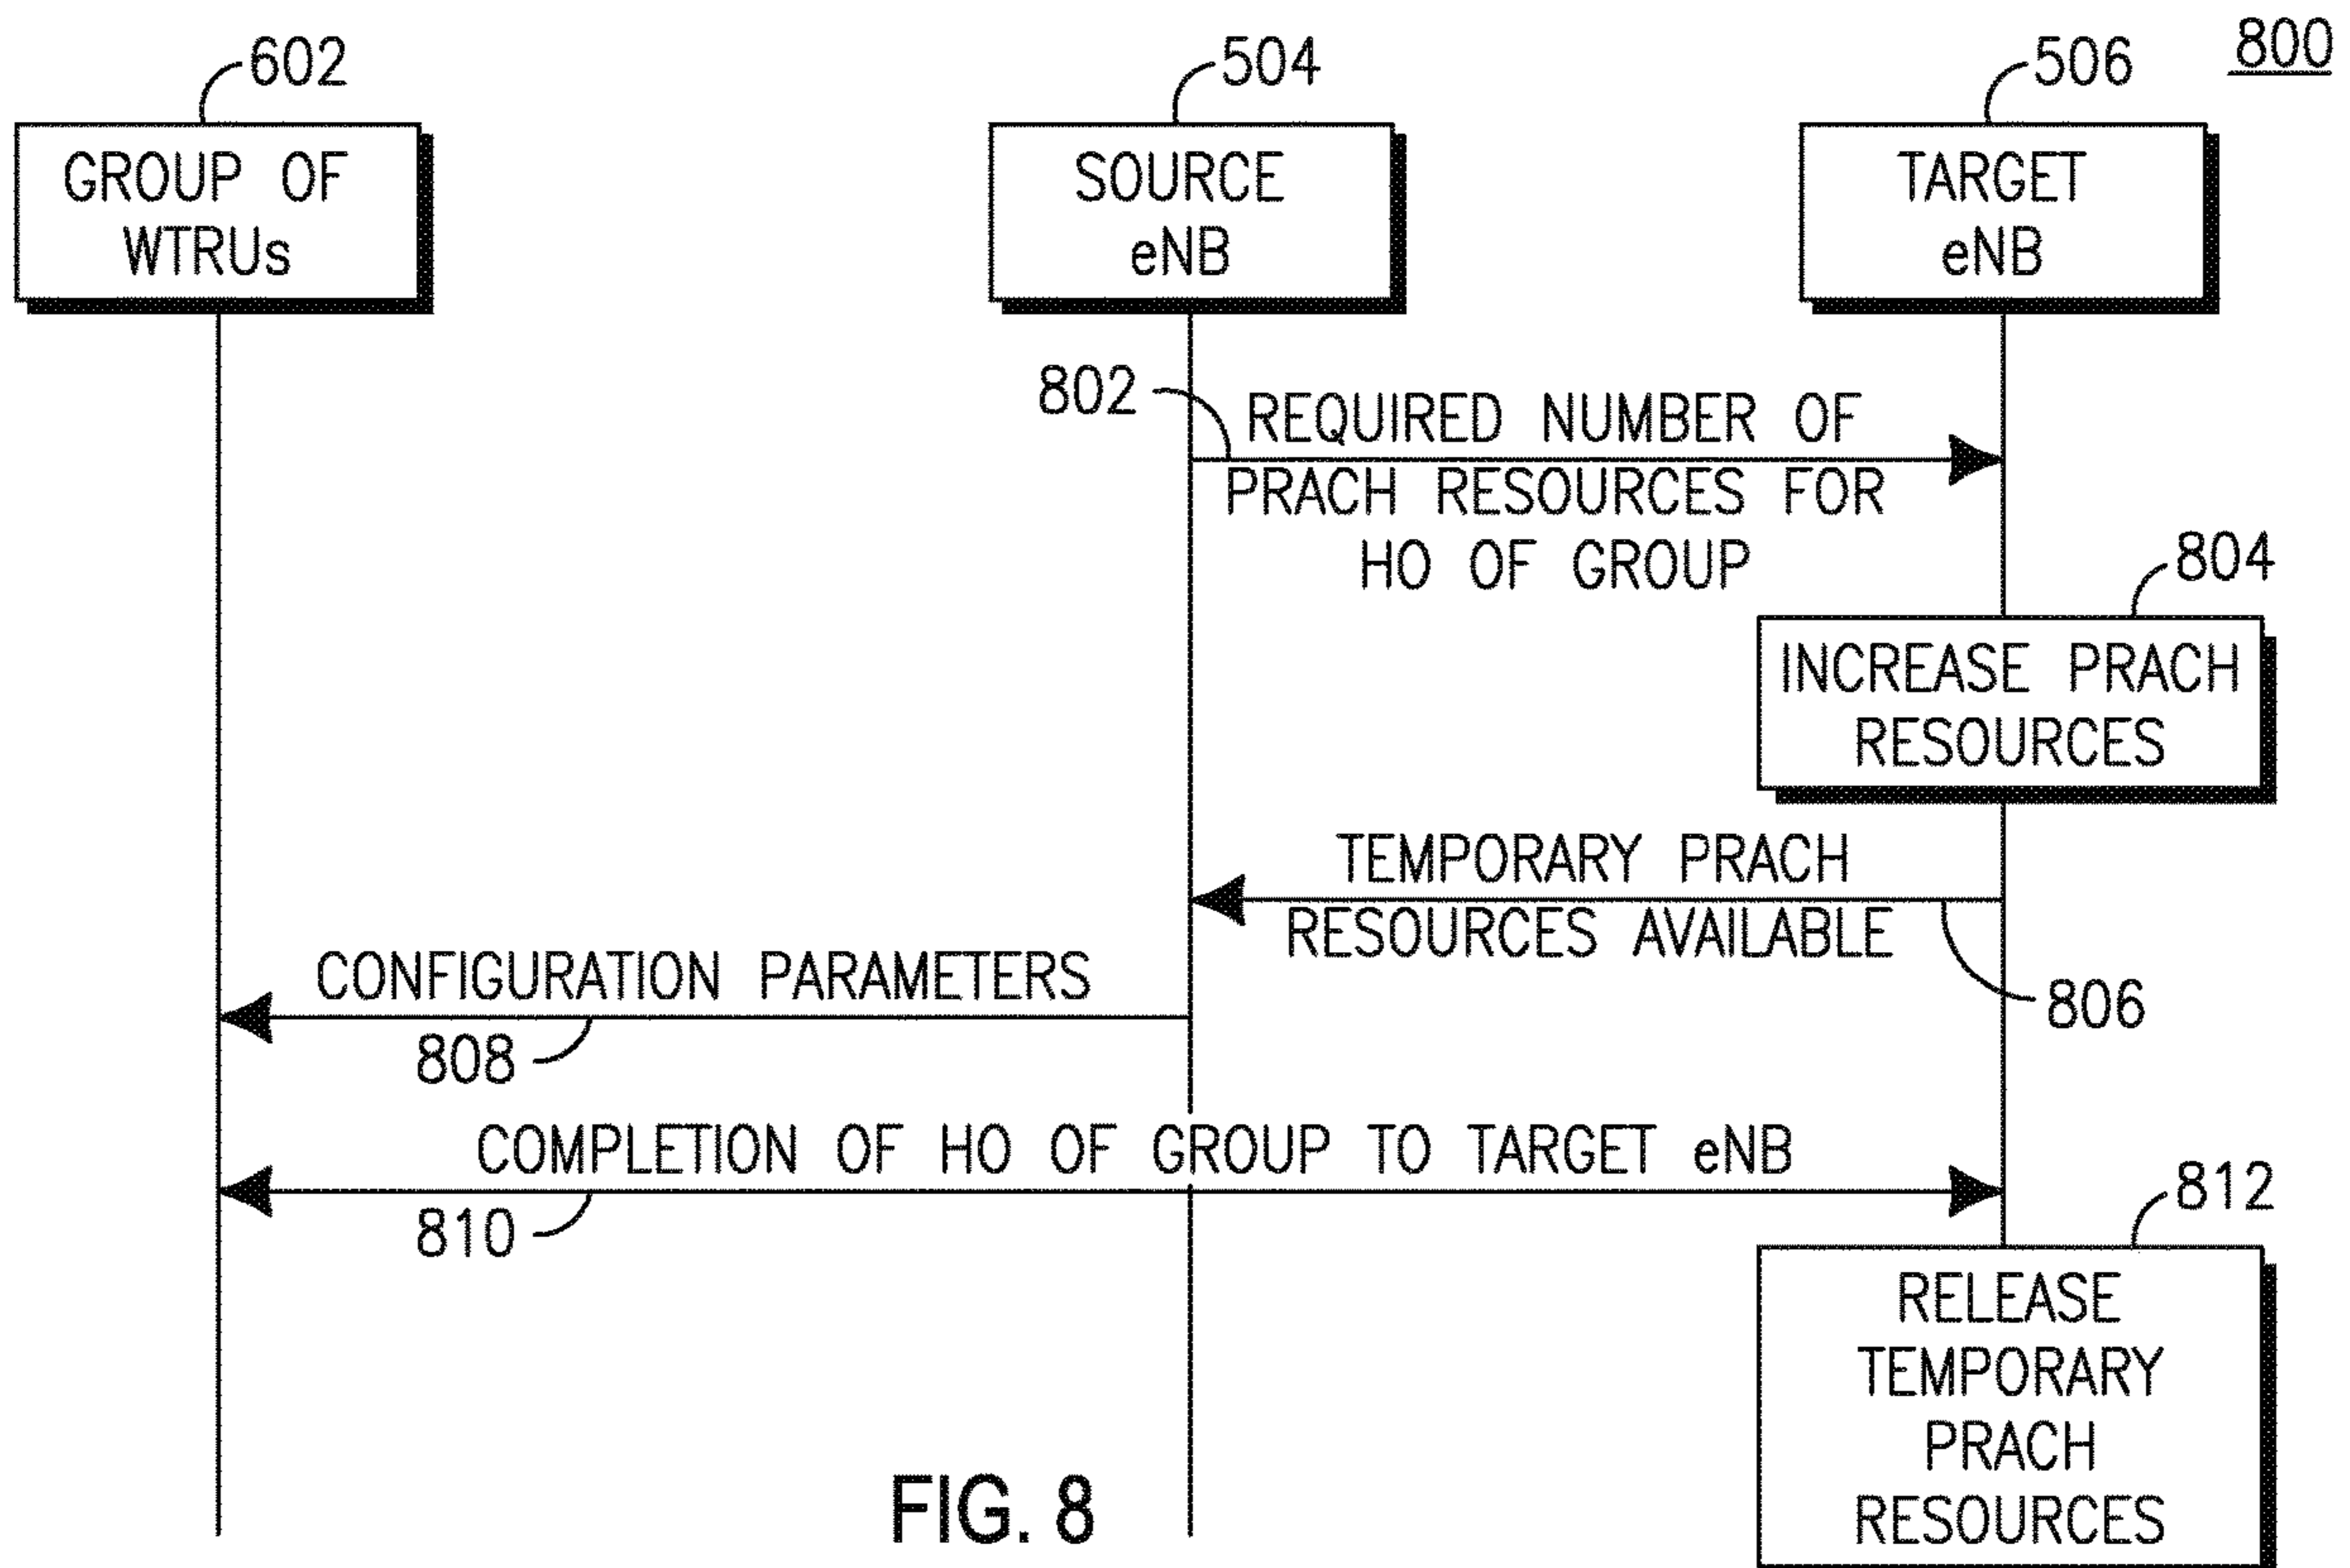 800
602
504
506
GROUP OF
WTRUs
SOURCE
eNB
TARGET
eNB
802
REQUIRED NUMBER OF
PRACH RESOURCES FOR
HO OF GROUP
804
INCREASE PRACH
RESOURCES
TEMPORARY PRACH
RESOURCES AVAILABLE
806
CONFIGURATION PARAMETERS
808
COMPLETION OF HO OF GROUP TO TARGET eNB
810
812
RELEASE
TEMPORARY
PRACH
RESOURCES
FIG. 8